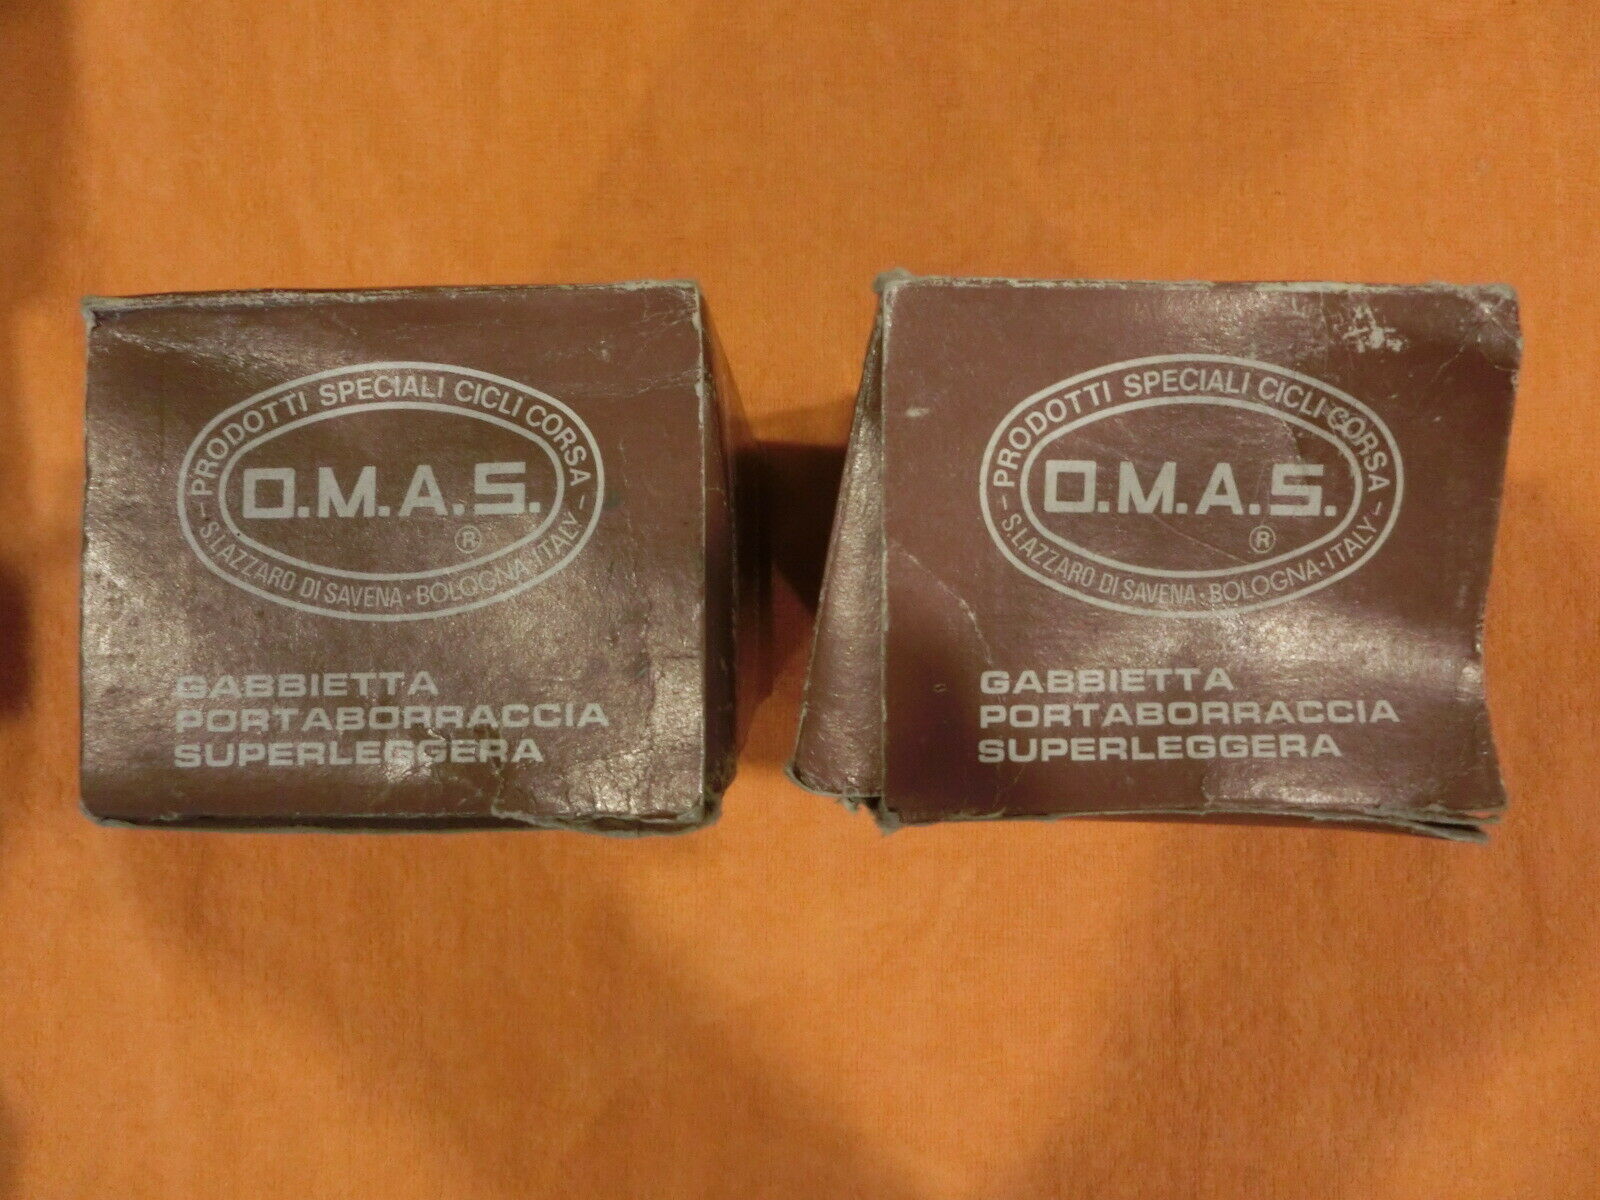 PRODOTTI SPECIALI CICLI CORSA
O.M.A.S.
®
- S.LAZZARO DI SAVENA · BOLOGNA - ITALY -
GABBIETTA
PORTABORRACCIA
SUPERLEGGERA
PRODOTTI SPECIALI CICLI CORSA
O.M.A.S.
®
- S.LAZZARO DI SAVENA · BOLOGNA - ITALY -
GABBIETTA
PORTABORRACCIA
SUPERLEGGERA